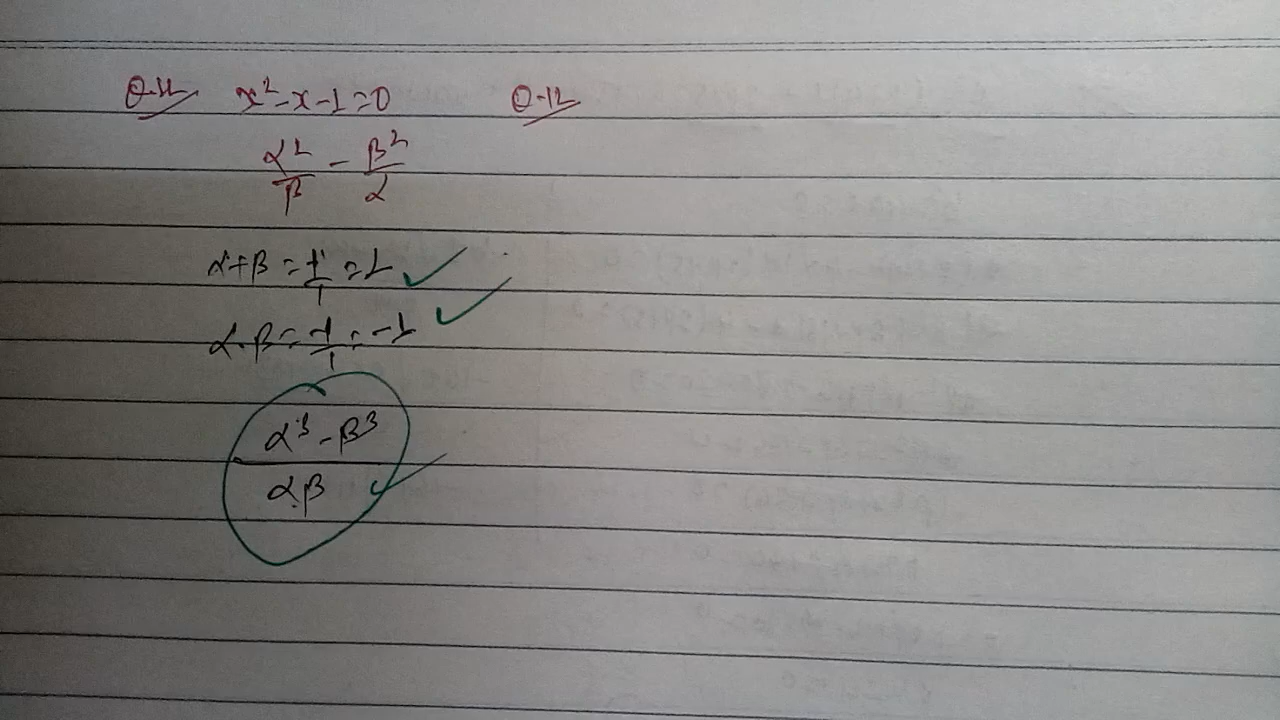 Q-11 x² - x - 1 = 0 Q-12
α²/β - β²/α
α+β = 1/1 = 1
α·β = -1/1 = -1
α³ - β³
αβ